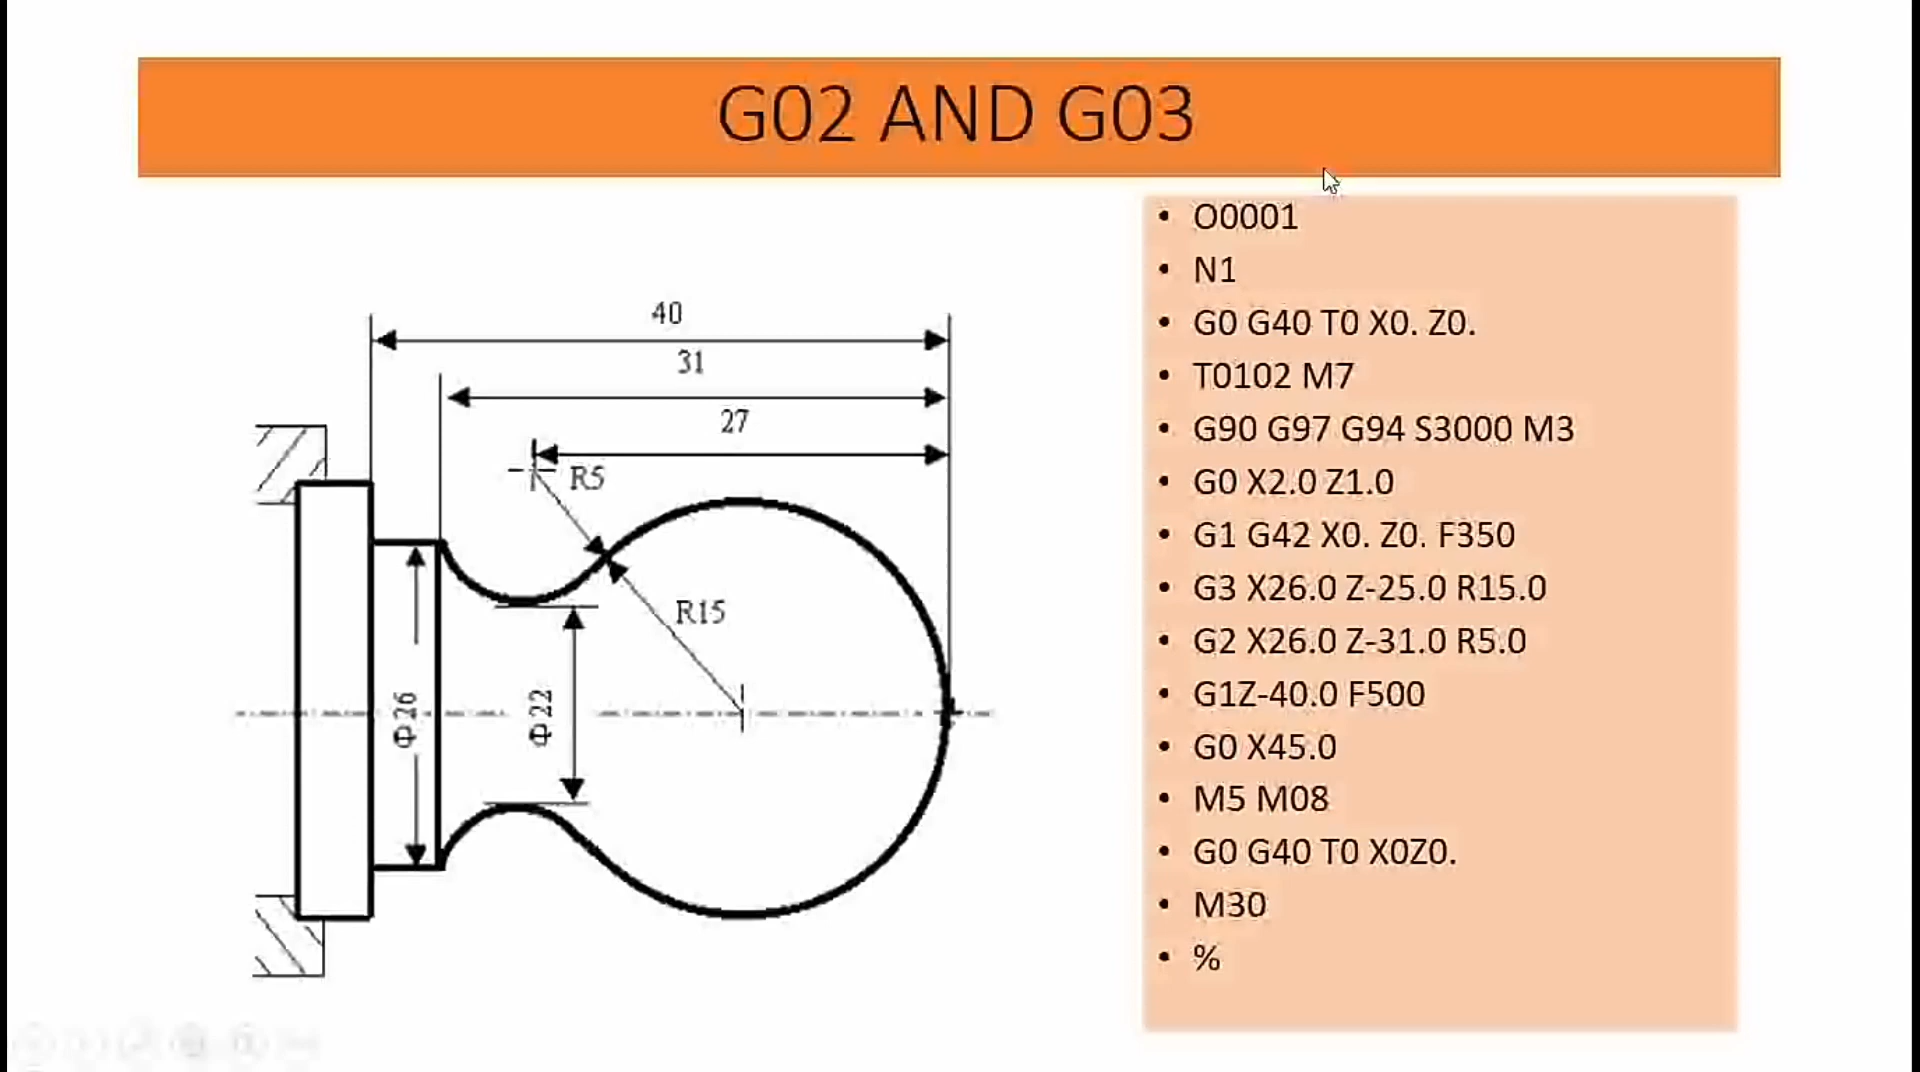 G02 AND G03
40
31
27
R5
R15
Φ26
Φ22
• O0001
• N1
• G0 G40 T0 X0. Z0.
• T0102 M7
• G90 G97 G94 S3000 M3
• G0 X2.0 Z1.0
• G1 G42 X0. Z0. F350
• G3 X26.0 Z-25.0 R15.0
• G2 X26.0 Z-31.0 R5.0
• G1Z-40.0 F500
• G0 X45.0
• M5 M08
• G0 G40 T0 X0Z0.
• M30
• %